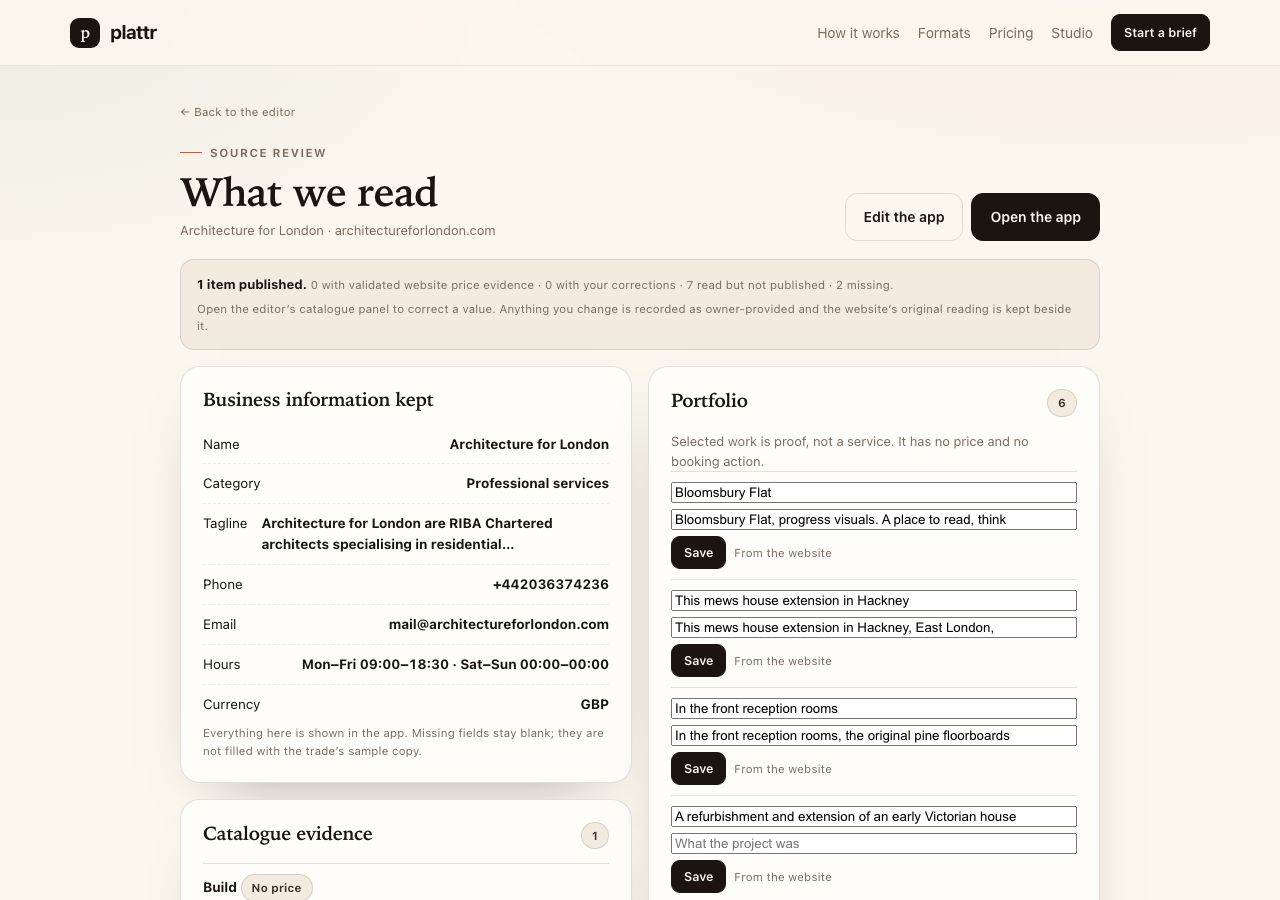 p plattr
How it works Formats Pricing Studio Start a brief
← Back to the editor
SOURCE REVIEW
What we read
Architecture for London · architectureforlondon.com
Edit the app Open the app
1 item published. 0 with validated website price evidence · 0 with your corrections · 7 read but not published · 2 missing.
Open the editor’s catalogue panel to correct a value. Anything you change is recorded as owner-provided and the website’s original reading is kept beside
it.
Business information kept
Name Architecture for London
Category Professional services
Tagline Architecture for London are RIBA Chartered
architects specialising in residential…
Phone +442036374236
Email mail@architectureforlondon.com
Hours Mon–Fri 09:00–18:30 · Sat–Sun 00:00–00:00
Currency GBP
Everything here is shown in the app. Missing fields stay blank; they are
not filled with the trade’s sample copy.
Catalogue evidence 1
Build No price
Portfolio 6
Selected work is proof, not a service. It has no price and no
booking action.
Bloomsbury Flat
Bloomsbury Flat, progress visuals. A place to read, think
Save From the website
This mews house extension in Hackney
This mews house extension in Hackney, East London,
Save From the website
In the front reception rooms
In the front reception rooms, the original pine floorboards
Save From the website
A refurbishment and extension of an early Victorian house
What the project was
Save From the website